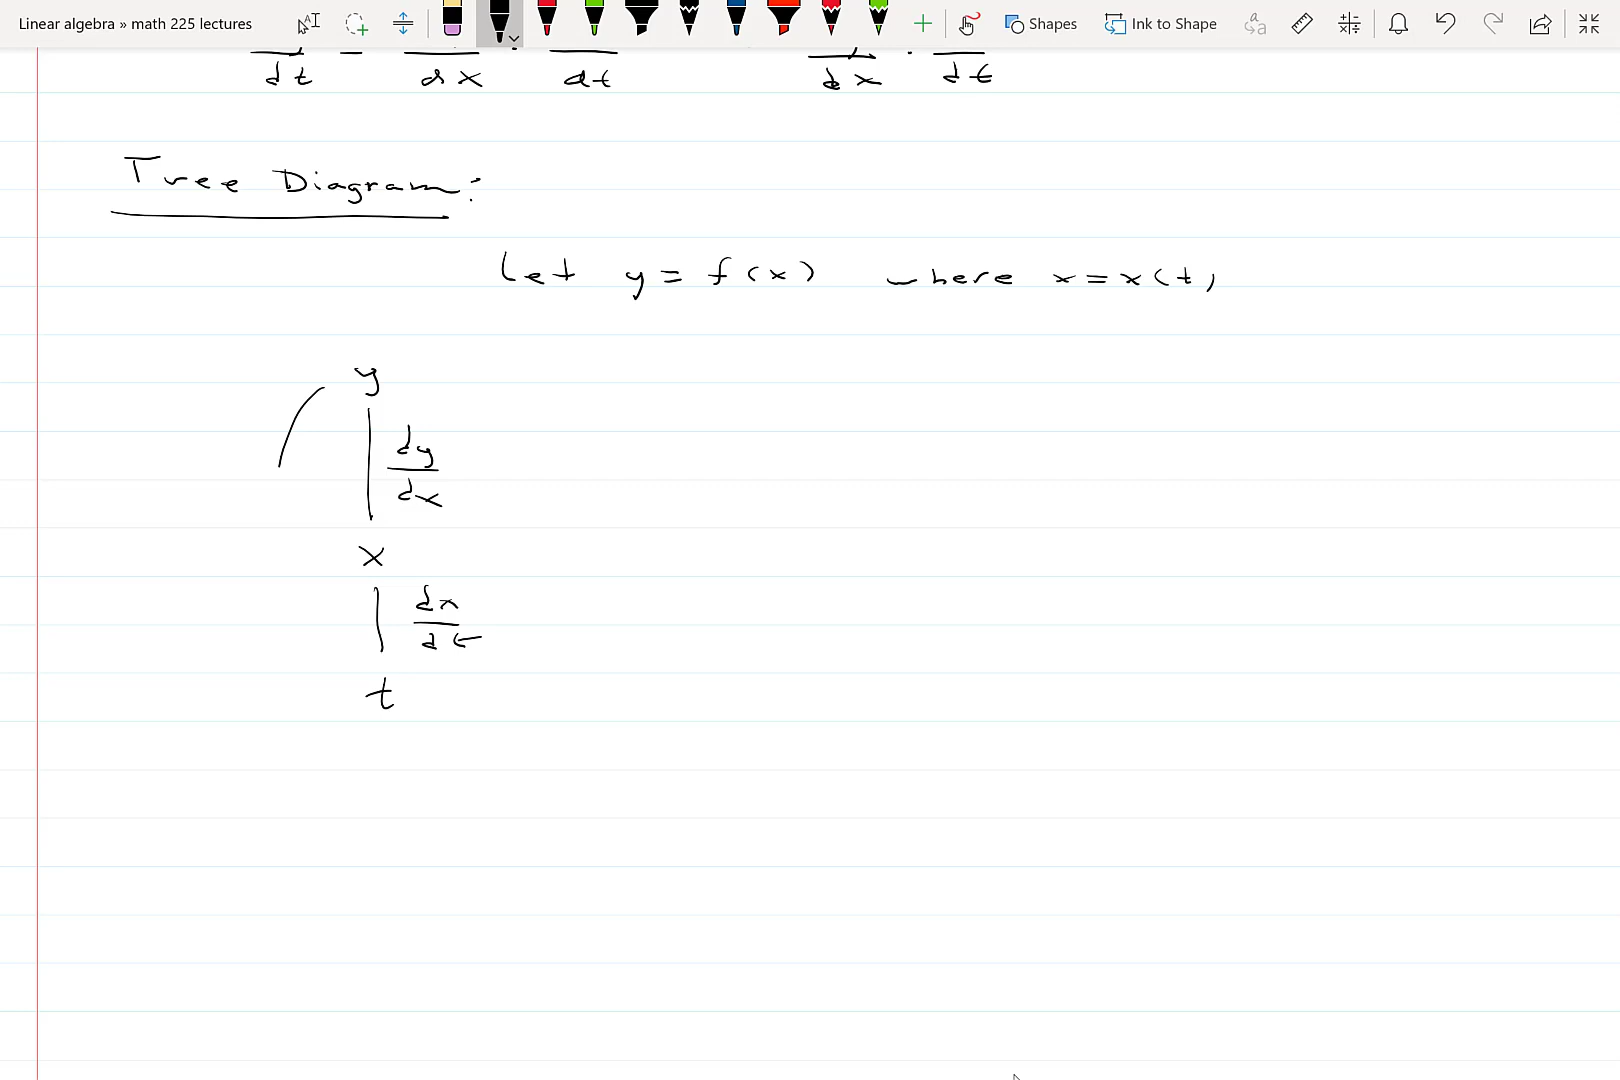 Linear algebra » math 225 lectures
Shapes
Ink to Shape
dt = dx · dt
dx · dt
Tree Diagram:
Let y = f(x) where x = x(t)
y
dy
dx
x
dx
dt
t